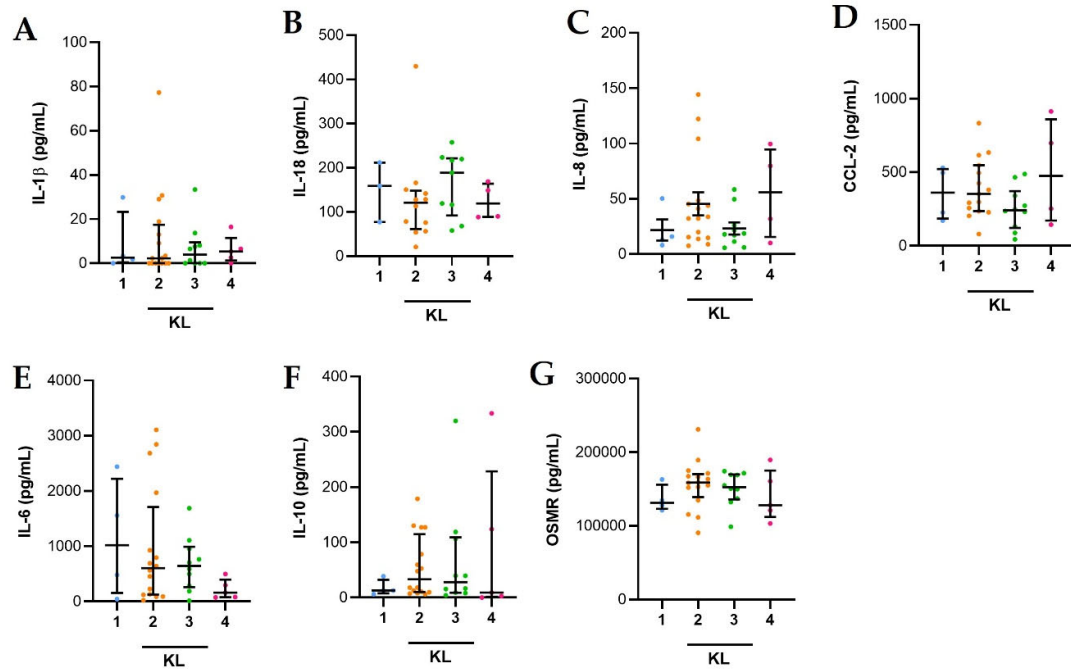 A
IL-1β (pg/mL)
100
80
60
40
20
0
1 2 3 4
KL
B
IL-18 (pg/mL)
500
400
300
200
100
0
1 2 3 4
KL
C
IL-8 (pg/mL)
200
150
100
50
0
1 2 3 4
KL
D
CCL-2 (pg/mL)
1500
1000
500
0
1 2 3 4
KL
E
IL-6 (pg/mL)
4000
3000
2000
1000
0
1 2 3 4
KL
F
IL-10 (pg/mL)
400
300
200
100
0
1 2 3 4
KL
G
OSMR (pg/mL)
300000
200000
100000
0
1 2 3 4
KL